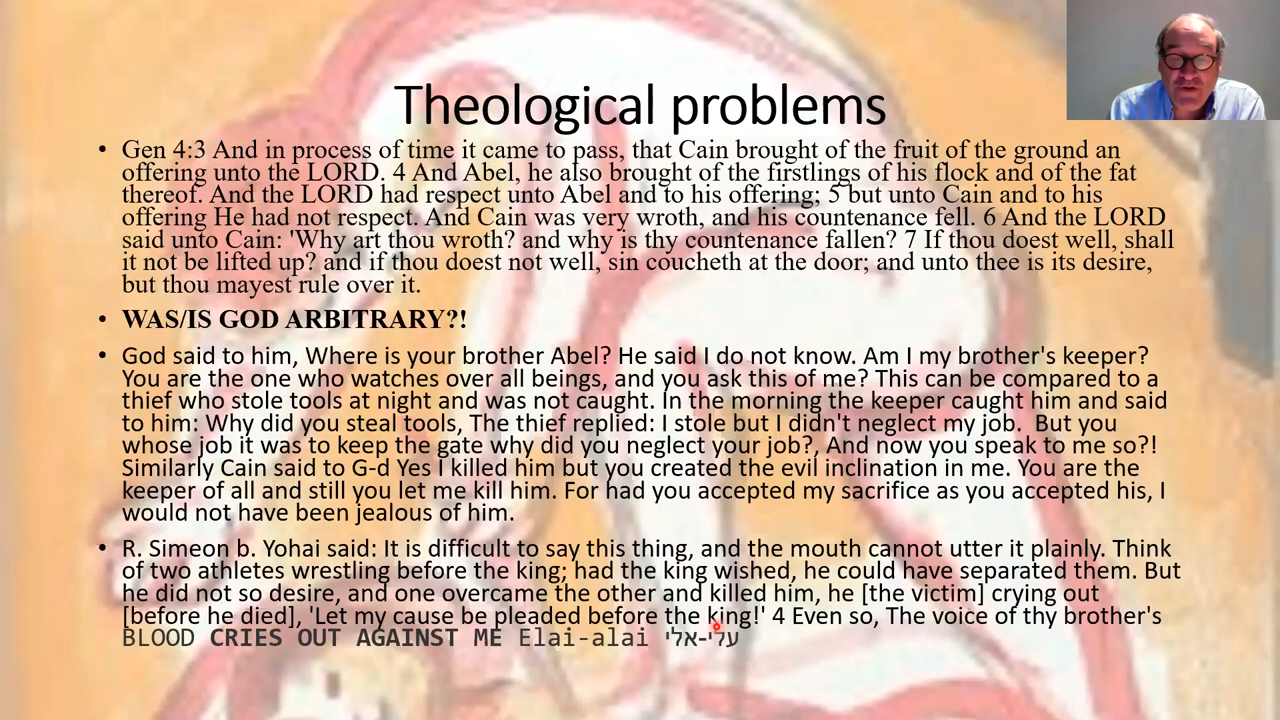 Theological problems
• Gen 4:3 And in process of time it came to pass, that Cain brought of the fruit of the ground an
offering unto the LORD. 4 And Abel, he also brought of the firstlings of his flock and of the fat
thereof. And the LORD had respect unto Abel and to his offering; 5 but unto Cain and to his
offering He had not respect. And Cain was very wroth, and his countenance fell. 6 And the LORD
said unto Cain: 'Why art thou wroth? and why is thy countenance fallen? 7 If thou doest well, shall
it not be lifted up? and if thou doest not well, sin coucheth at the door; and unto thee is its desire,
but thou mayest rule over it.
• WAS/IS GOD ARBITRARY?!
• God said to him, Where is your brother Abel? He said I do not know. Am I my brother's keeper?
You are the one who watches over all beings, and you ask this of me? This can be compared to a
thief who stole tools at night and was not caught. In the morning the keeper caught him and said
to him: Why did you steal tools, The thief replied: I stole but I didn't neglect my job. But you
whose job it was to keep the gate why did you neglect your job?, And now you speak to me so?!
Similarly Cain said to G-d Yes I killed him but you created the evil inclination in me. You are the
keeper of all and still you let me kill him. For had you accepted my sacrifice as you accepted his, I
would not have been jealous of him.
• R. Simeon b. Yohai said: It is difficult to say this thing, and the mouth cannot utter it plainly. Think
of two athletes wrestling before the king; had the king wished, he could have separated them. But
he did not so desire, and one overcame the other and killed him, he [the victim] crying out
[before he died], 'Let my cause be pleaded before the king!' 4 Even so, The voice of thy brother's
BLOOD CRIES OUT AGAINST ME Elai-alai עלי-אלי